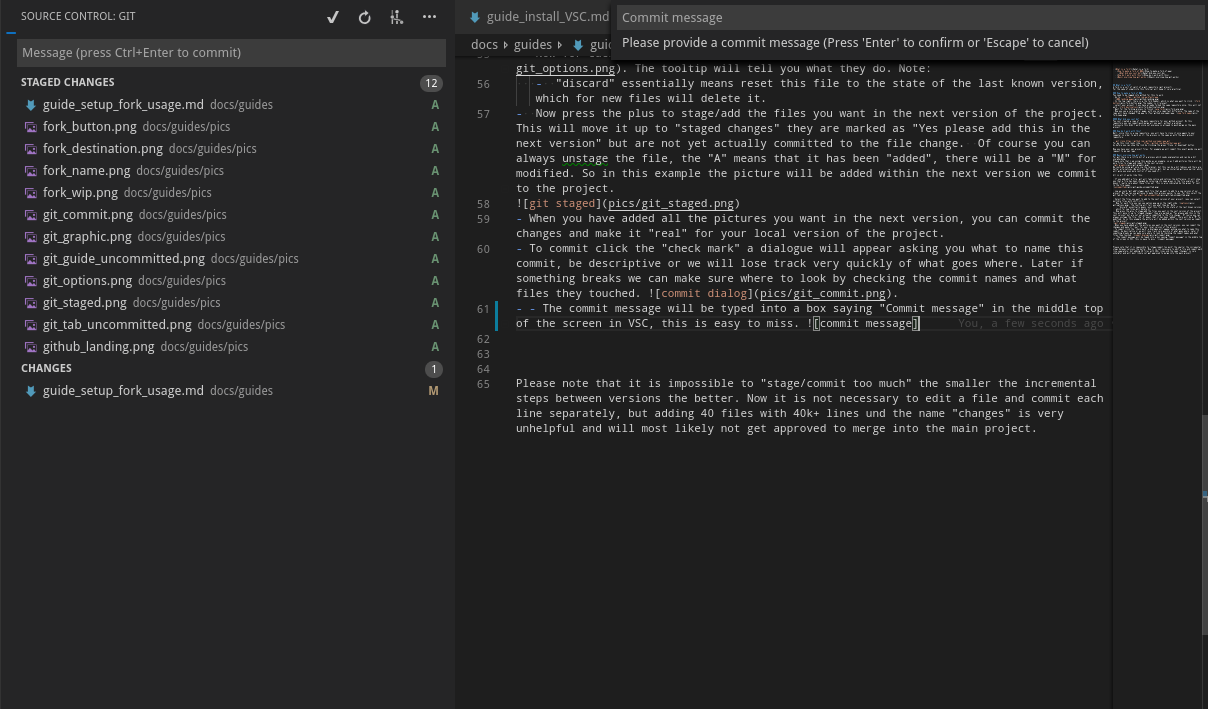 SOURCE CONTROL: GIT
Message (press Ctrl+Enter to commit)
STAGED CHANGES 12
guide_setup_fork_usage.md docs/guides A
fork_button.png docs/guides/pics A
fork_destination.png docs/guides/pics A
fork_name.png docs/guides/pics A
fork_wip.png docs/guides/pics A
git_commit.png docs/guides/pics A
git_graphic.png docs/guides/pics A
git_guide_uncommitted.png docs/guides/pics A
git_options.png docs/guides/pics A
git_staged.png docs/guides/pics A
git_tab_uncommitted.png docs/guides/pics A
github_landing.png docs/guides/pics A
CHANGES 1
guide_setup_fork_usage.md docs/guides M
guide_install_VSC.md
Commit message
Please provide a commit message (Press 'Enter' to confirm or 'Escape' to cancel)
docs › guides ›
git_options.png). The tooltip will tell you what they do. Note:
56 - "discard" essentially means reset this file to the state of the last known version,
which for new files will delete it.
57 - Now press the plus to stage/add the files you want in the next version of the project.
This will move it up to "staged changes" they are marked as "Yes please add this in the
next version" but are not yet actually committed to the file change.  Of course you can
always unstage the file, the "A" means that it has been "added", there will be a "M" for
modified. So in this example the picture will be added within the next version we commit
to the project.
58 ![git staged](pics/git_staged.png)
59 - When you have added all the pictures you want in the next version, you can commit the
changes and make it "real" for your local version of the project.
60 - To commit click the "check mark" a dialogue will appear asking you what to name this
commit, be descriptive or we will lose track very quickly of what goes where. Later if
something breaks we can make sure where to look by checking the commit names and what
files they touched. ![commit dialog](pics/git_commit.png).
61 - - The commit message will be typed into a box saying "Commit message" in the middle top
of the screen in VSC, this is easy to miss. ![commit message] You, a few seconds ago
62
63
64
65 Please note that it is impossible to "stage/commit too much" the smaller the incremental
steps between versions the better. Now it is not necessary to edit a file and commit each
line separately, but adding 40 files with 40k+ lines und the name "changes" is very
unhelpful and will most likely not get approved to merge into the main project.